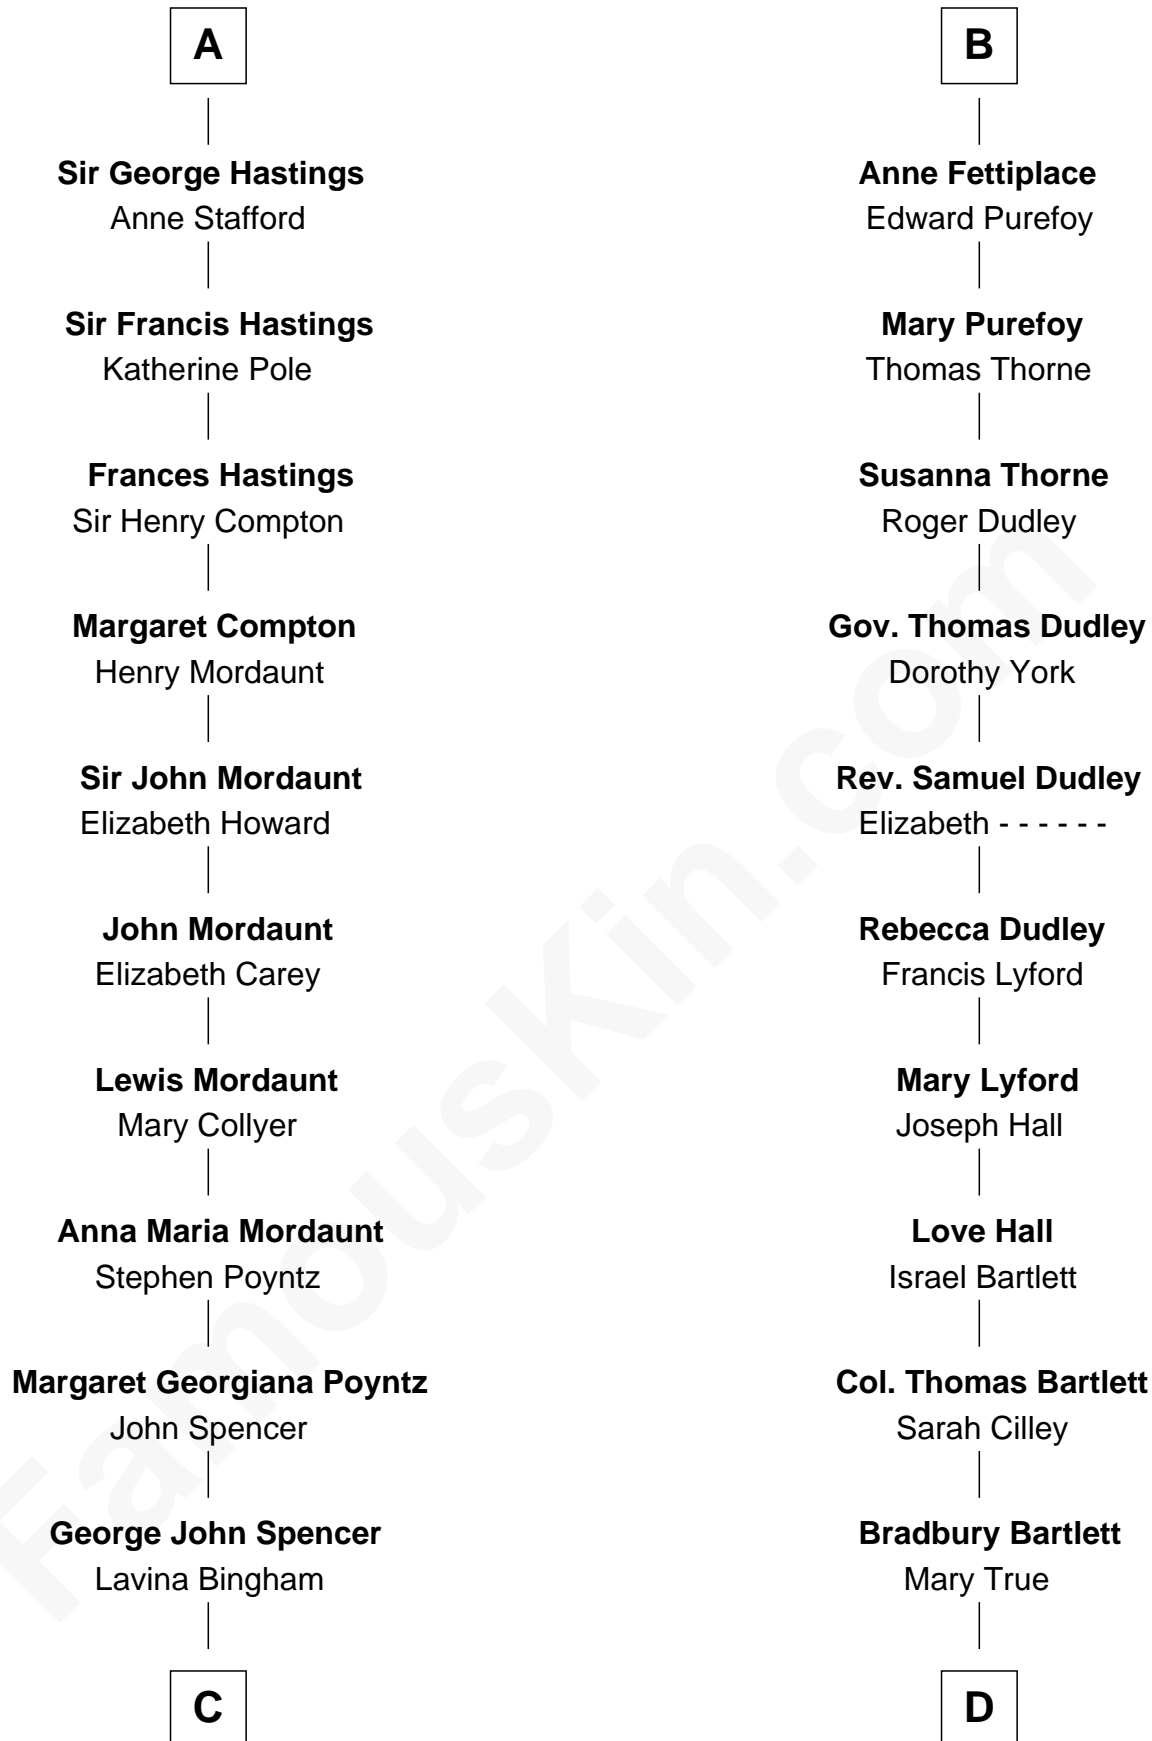 A
Sir George Hastings
Anne Stafford
Sir Francis Hastings
Katherine Pole
Frances Hastings
Sir Henry Compton
Margaret Compton
Henry Mordaunt
Sir John Mordaunt
Elizabeth Howard
John Mordaunt
Elizabeth Carey
Lewis Mordaunt
Mary Collyer
Anna Maria Mordaunt
Stephen Poyntz
Margaret Georgiana Poyntz
John Spencer
George John Spencer
Lavina Bingham
C
B
Anne Fettiplace
Edward Purefoy
Mary Purefoy
Thomas Thorne
Susanna Thorne
Roger Dudley
Gov. Thomas Dudley
Dorothy York
Rev. Samuel Dudley
Elizabeth - - - - - -
Rebecca Dudley
Francis Lyford
Mary Lyford
Joseph Hall
Love Hall
Israel Bartlett
Col. Thomas Bartlett
Sarah Cilley
Bradbury Bartlett
Mary True
D
FamousKin.com